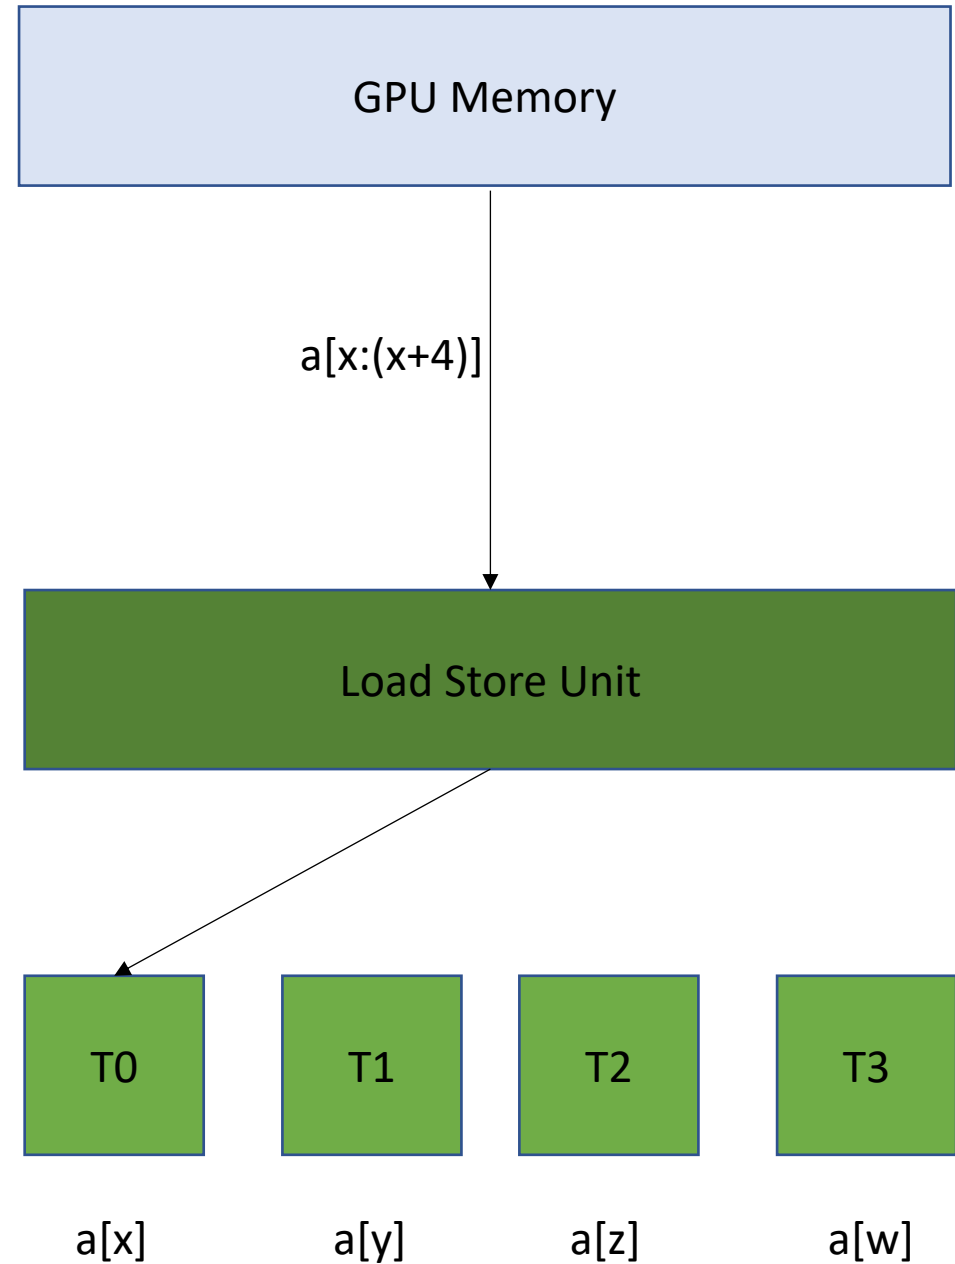 GPU Memory
a[x:(x+4)]
Load Store Unit
T0
T1
T2
T3
a[x]
a[y]
a[z]
a[w]